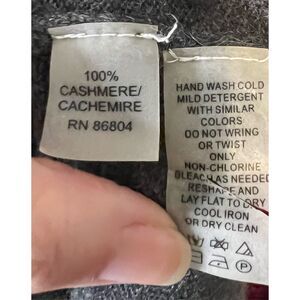 100%
CASHMERE/
CACHEMIRE
RN 86804
HAND WASH COLD
MILD DETERGENT
WITH SIMILAR
COLORS
DO NOT WRING
OR TWIST
ONLY
NON-CHLORINE
BLEACH AS NEEDED
RESHAPE AND
LAY FLAT TO DRY
COOL IRON
OR DRY CLEAN